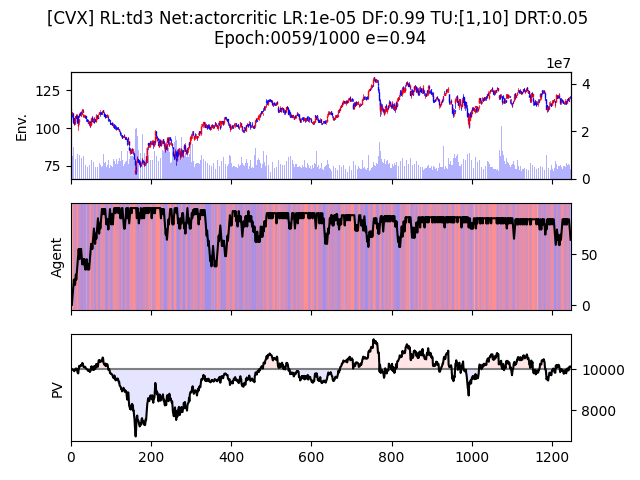 [CVX] RL:td3 Net:actorcritic LR:1e-05 DF:0.99 TU:[1,10] DRT:0.05
Epoch:0059/1000 e=0.94
1e7
125
100
75
Env.
4
2
0
Agent
50
0
PV
10000
8000
0 200 400 600 800 1000 1200